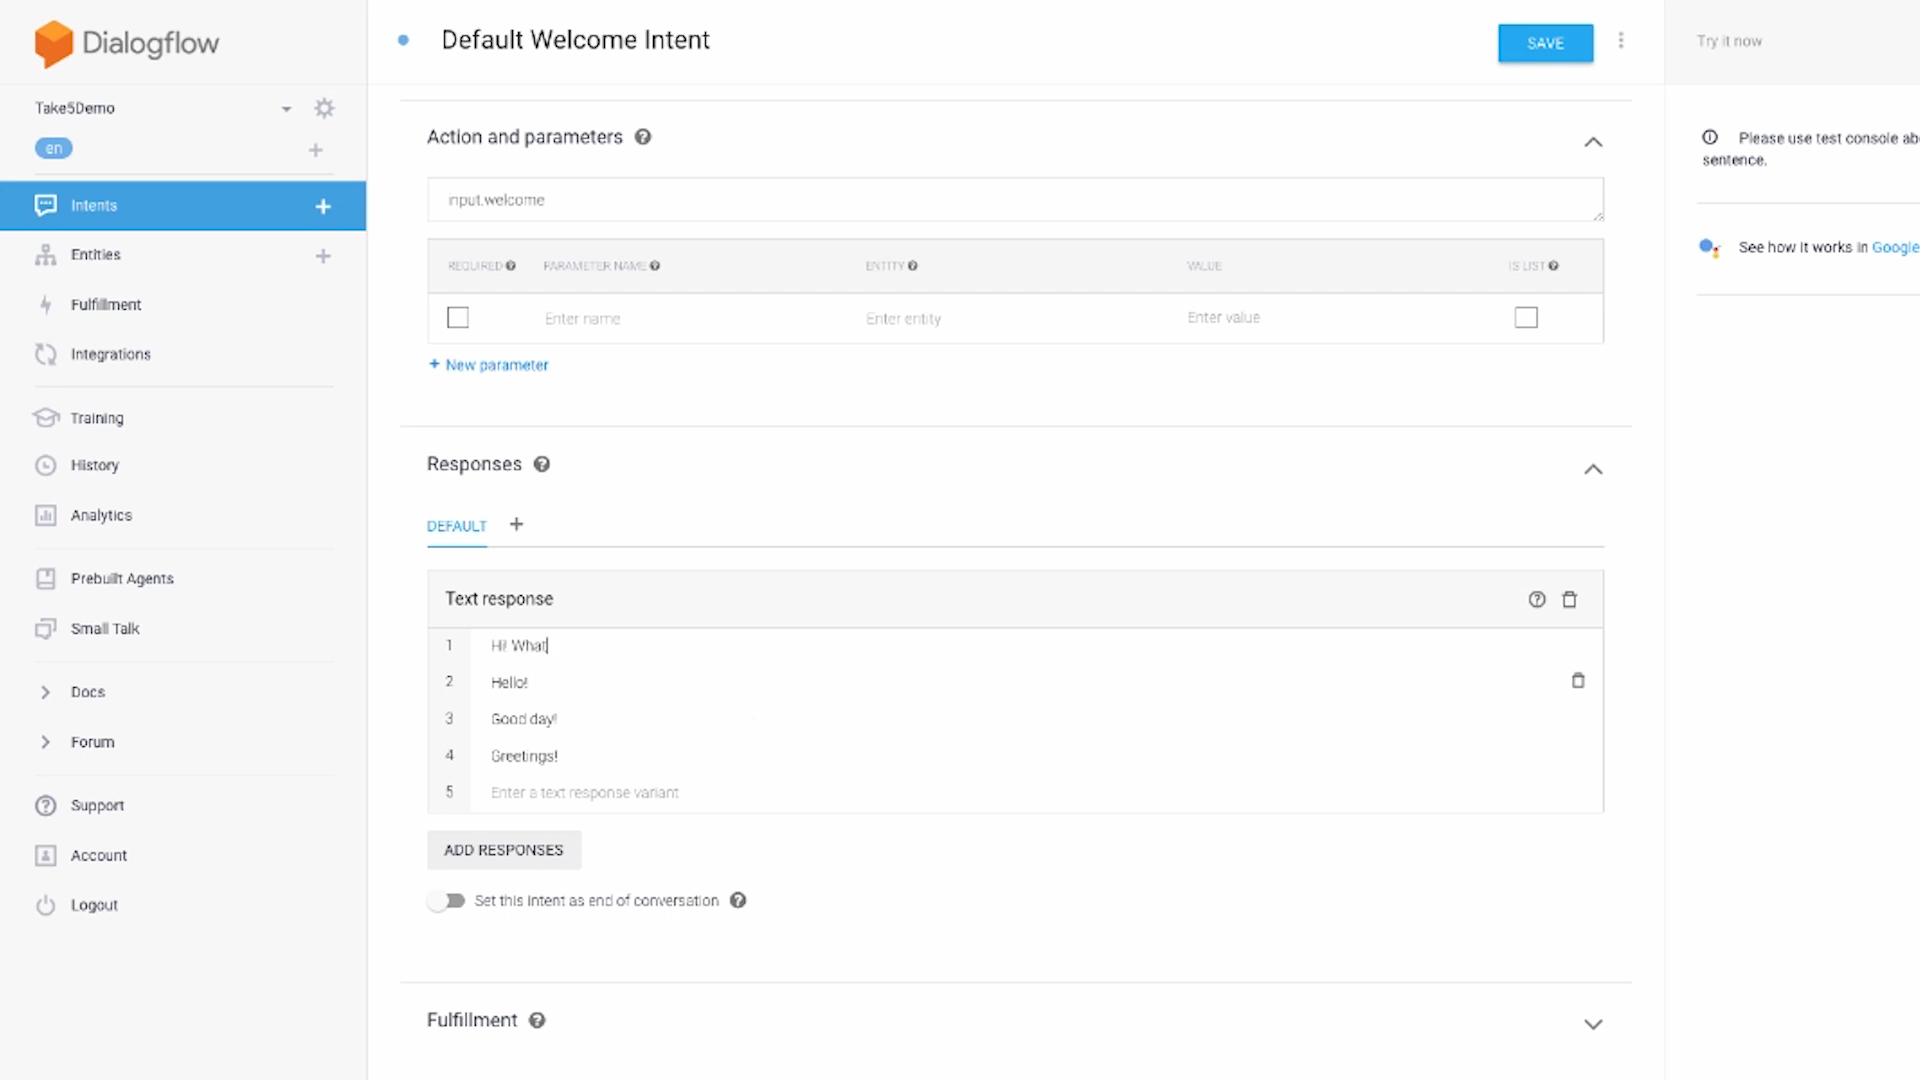 Dialogflow
Take5Demo
en
Intents
Entities
Fulfillment
Integrations
Training
History
Analytics
Prebuilt Agents
Small Talk
Docs
Forum
Support
Account
Logout
Default Welcome Intent
SAVE
Action and parameters
input.welcome
REQUIRED PARAMETER NAME ENTITY VALUE IS LIST
Enter name Enter entity Enter value
+ New parameter
Responses
DEFAULT +
Text response
1 Hi! What
2 Hello!
3 Good day!
4 Greetings!
5 Enter a text response variant
ADD RESPONSES
Set this intent as end of conversation
Fulfillment
Try it now
Please use test console ab
sentence.
See how it works in Google